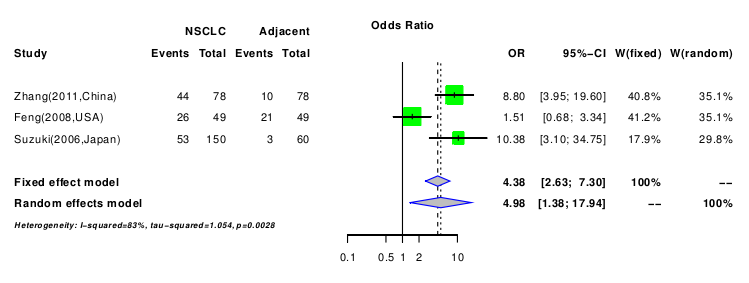 Odds Ratio
NSCLC Adjacent
Study Events Total Events Total OR 95%−CI W(fixed) W(random)
Zhang(2011,China) 44 78 10 78 8.80 [3.95; 19.60] 40.8% 35.1%
Feng(2008,USA) 26 49 21 49 1.51 [0.68; 3.34] 41.2% 35.1%
Suzuki(2006,Japan) 53 150 3 60 10.38 [3.10; 34.75] 17.9% 29.8%
Fixed effect model 4.38 [2.63; 7.30] 100% −−
Random effects model 4.98 [1.38; 17.94] −− 100%
Heterogeneity: I−squared=83%, tau−squared=1.054, p=0.0028
0.1 0.5 1 2 10